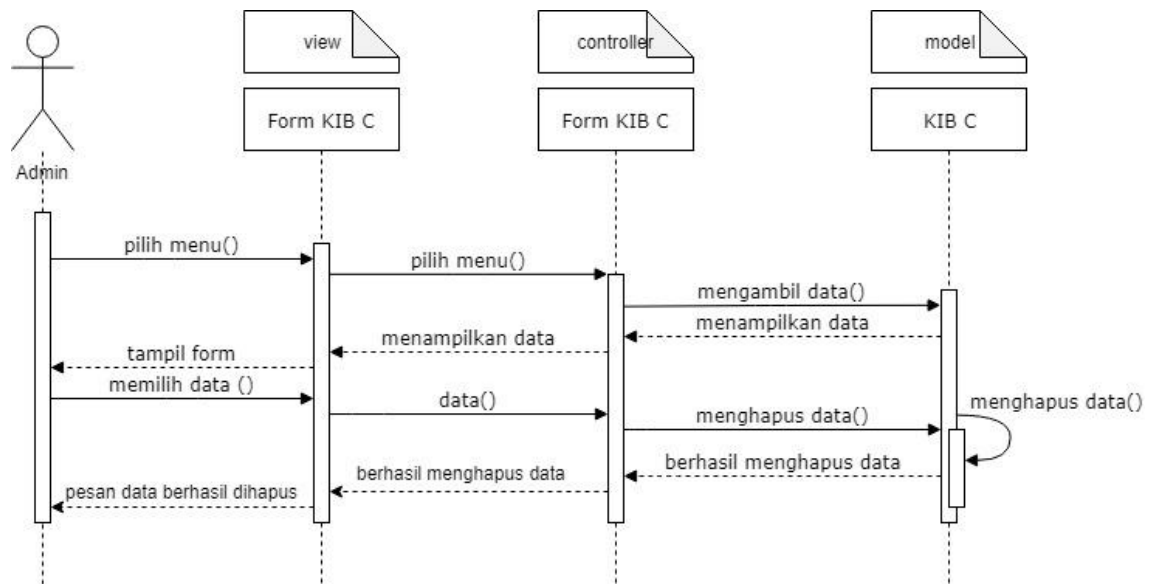 view
controller
model
Form KIB C
Form KIB C
KIB C
Admin
pilih menu()
pilih menu()
mengambil data()
menampilkan data
menampilkan data
tampil form
memilih data ()
data()
menghapus data()
menghapus data()
berhasil menghapus data
berhasil menghapus data
pesan data berhasil dihapus